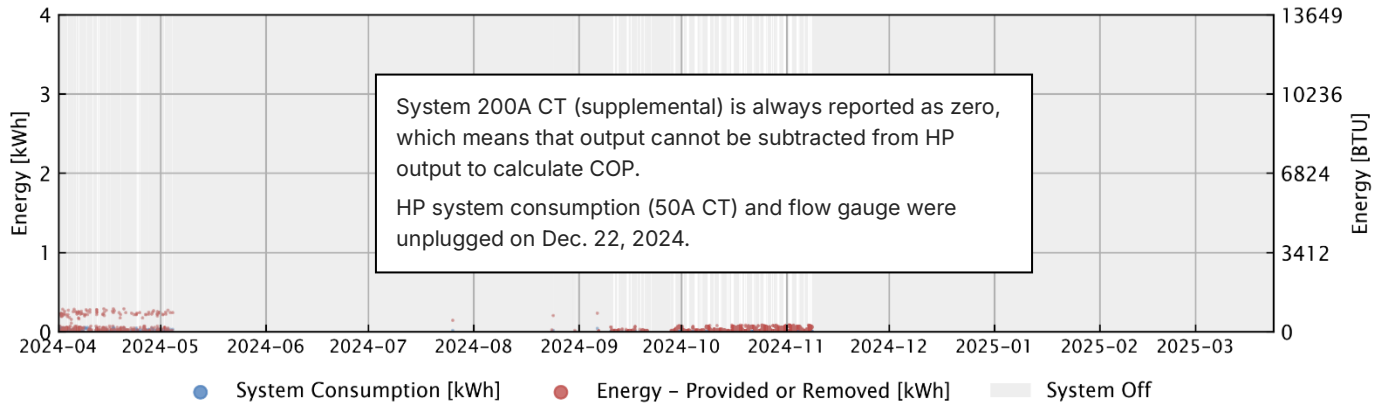 4
3
2
1
0
Energy [kWh]
System 200A CT (supplemental) is always reported as zero,
which means that output cannot be subtracted from HP
output to calculate COP.
HP system consumption (50A CT) and flow gauge were
unplugged on Dec. 22, 2024.
13649
10236
6824
3412
0
Energy [BTU]
2024-04 2024-05 2024-06 2024-07 2024-08 2024-09 2024-10 2024-11 2024-12 2025-01 2025-02 2025-03
System Consumption [kWh] Energy – Provided or Removed [kWh] System Off